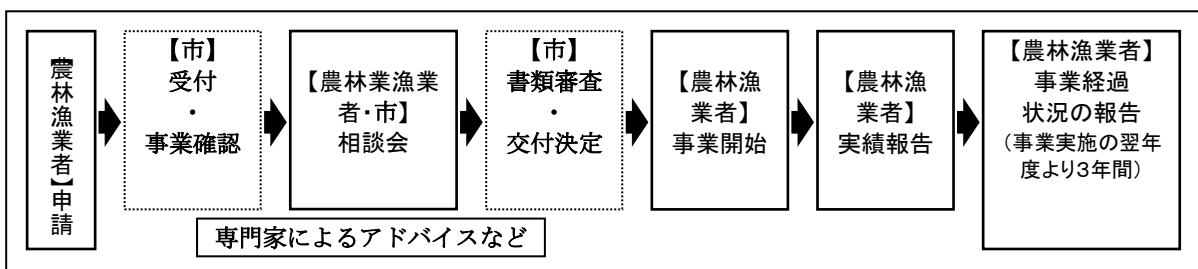 【農林漁業者】申請
【市】
受付
・
事業確認
【農林業漁業
者・市】
相談会
【市】
書類審査
・
交付決定
【農林漁
業者】
事業開始
【農林漁
業者】
実績報告
【農林漁業者】
事業経過
状況の報告
(事業実施の翌年
度より3年間)
専門家によるアドバイスなど